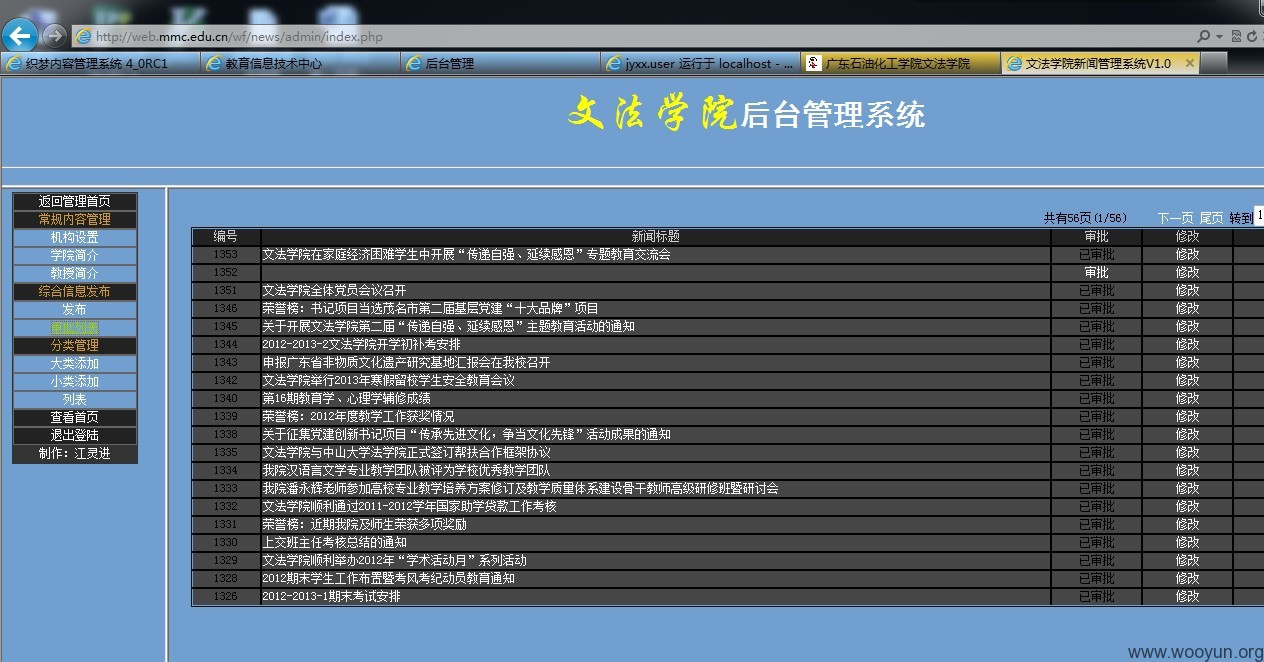 http://web.mmc.edu.cn/wf/news/admin/index.php
织梦内容管理系统 4_0RC1 教育信息技术中心 后台管理 jyxx.user 运行于 localhost - ... 广东石油化工学院文法学院 文法学院新闻管理系统V1.0
文法学院后台管理系统
返回管理首页
常规内容管理
机构设置
学院简介
教授简介
综合信息发布
发布
审批列表
分类管理
大类添加
小类添加
列表
查看首页
退出登陆
制作：江灵进
共有56页(1/56) 下一页 尾页 转到 1
编号 新闻标题 审批 修改
1353 文法学院在家庭经济困难学生中开展“传递自强、延续感恩”专题教育交流会 已审批 修改
1352 审批 修改
1351 文法学院全体党员会议召开 已审批 修改
1346 荣誉榜：书记项目当选茂名市第二届基层党建“十大品牌”项目 已审批 修改
1345 关于开展文法学院第二届“传递自强、延续感恩”主题教育活动的通知 已审批 修改
1344 2012-2013-2文法学院开学初补考安排 已审批 修改
1343 申报广东省非物质文化遗产研究基地汇报会在我校召开 已审批 修改
1342 文法学院举行2013年寒假留校学生安全教育会议 已审批 修改
1340 第16期教育学、心理学辅修成绩 已审批 修改
1339 荣誉榜：2012年度教学工作获奖情况 已审批 修改
1338 关于征集党建创新书记项目“传承先进文化，争当文化先锋”活动成果的通知 已审批 修改
1335 文法学院与中山大学法学院正式签订帮扶合作框架协议 已审批 修改
1334 我院汉语言文学专业教学团队被评为学校优秀教学团队 已审批 修改
1333 我院潘永辉老师参加高校专业教学培养方案修订及教学质量体系建设骨干教师高级研修班暨研讨会 已审批 修改
1332 文法学院顺利通过2011-2012学年国家助学贷款工作考核 已审批 修改
1331 荣誉榜：近期我院及师生荣获多项奖励 已审批 修改
1330 上交班主任考核总结的通知 已审批 修改
1329 文法学院顺利举办2012年“学术活动月”系列活动 已审批 修改
1328 2012期末学生工作布置暨考风考纪动员教育通知 已审批 修改
1326 2012-2013-1期末考试安排 已审批 修改
www.wooyun.org